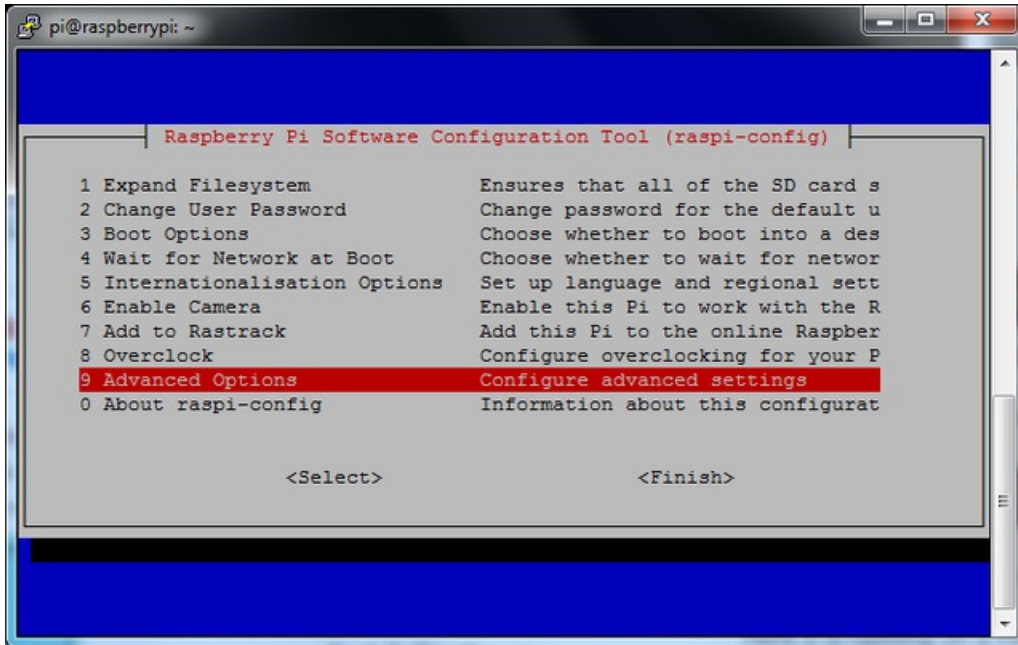 pi@raspberrypi: ~
Raspberry Pi Software Configuration Tool (raspi-config)
1 Expand Filesystem Ensures that all of the SD card s
2 Change User Password Change password for the default u
3 Boot Options Choose whether to boot into a des
4 Wait for Network at Boot Choose whether to wait for networ
5 Internationalisation Options Set up language and regional sett
6 Enable Camera Enable this Pi to work with the R
7 Add to Rastrack Add this Pi to the online Raspber
8 Overclock Configure overclocking for your P
9 Advanced Options Configure advanced settings
0 About raspi-config Information about this configurat
<Select> <Finish>